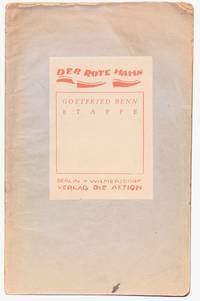 DER ROTE HAHN
GOTTFRIED BENN
ETAPPE
BERLIN-WILMERSDORF
VERLAG DIE AKTION